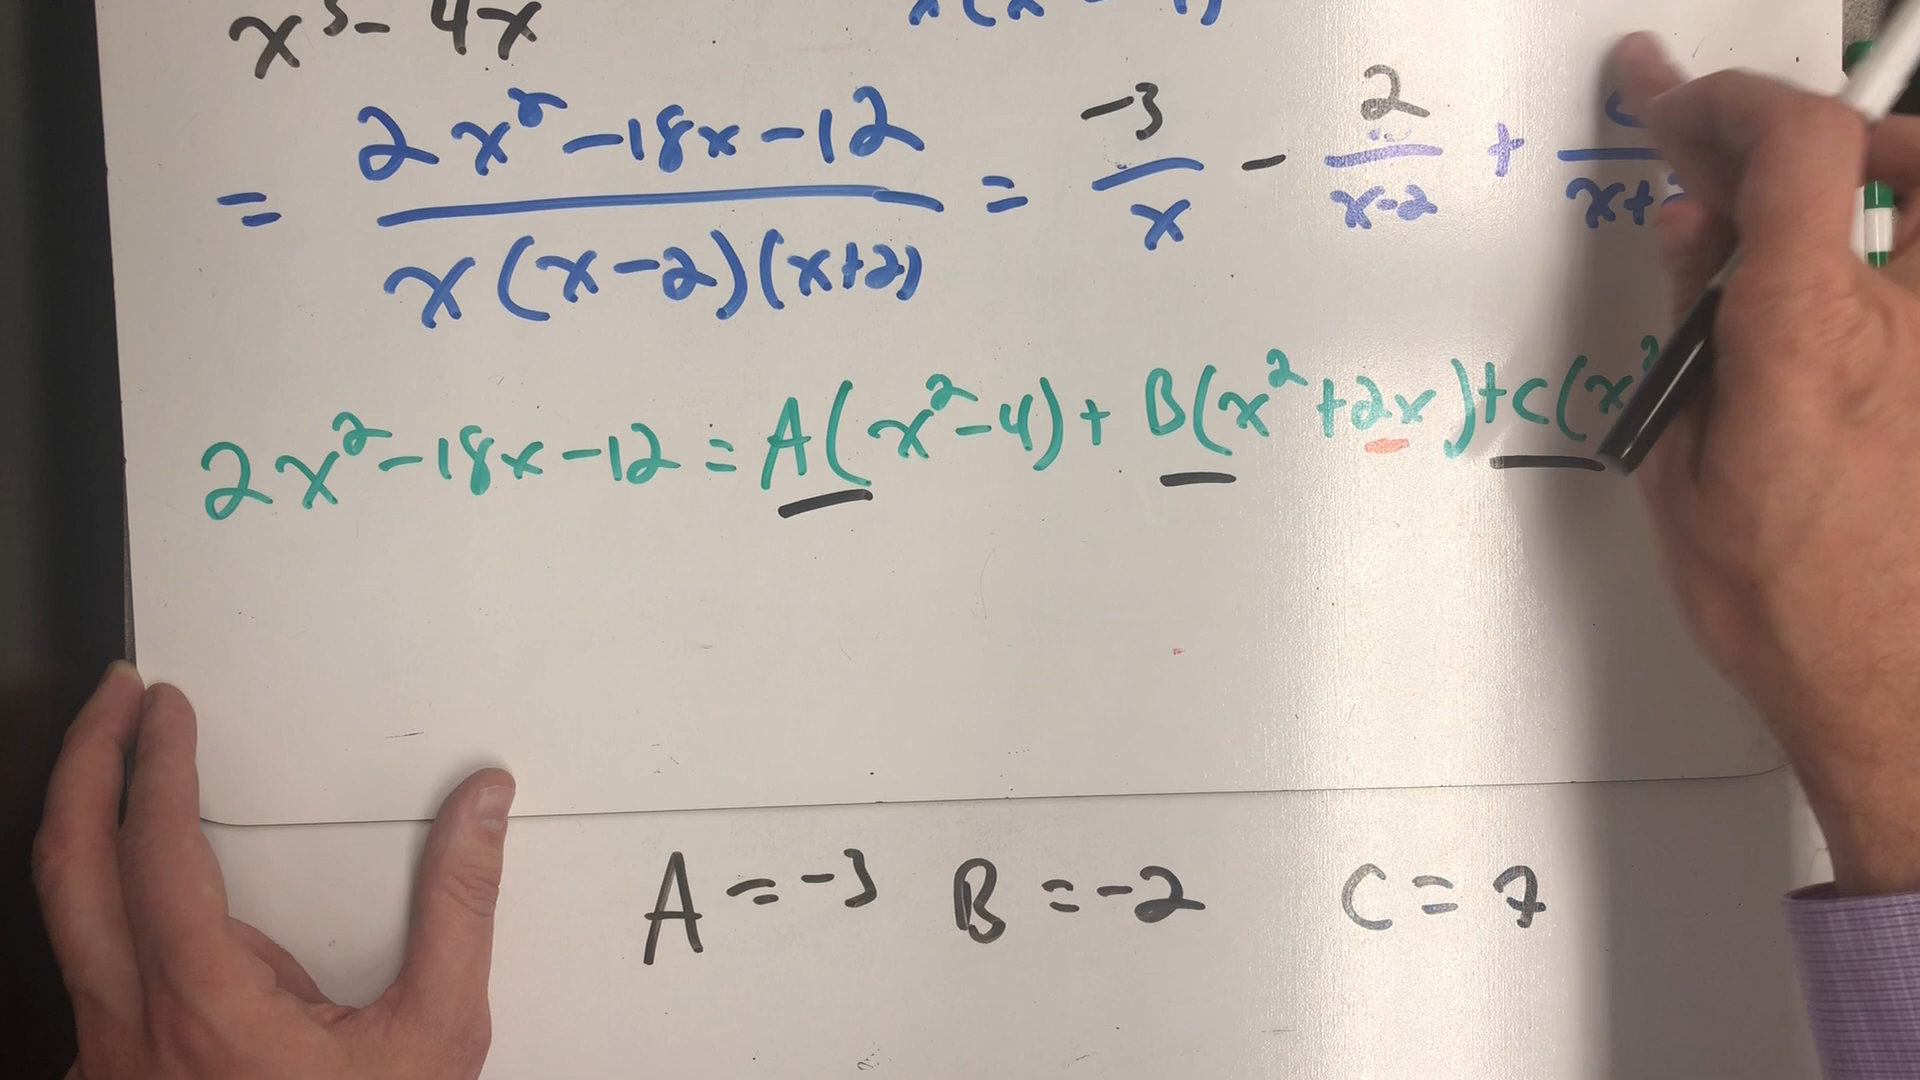 x³ - 4x
= 2x² - 18x - 12 / x(x-2)(x+2) = -3/x - 2/x-2 + /x+
2x² - 18x - 12 = A(x² - 4) + B(x² + 2x) + C(x²
A = -3 B = -2 C = 7